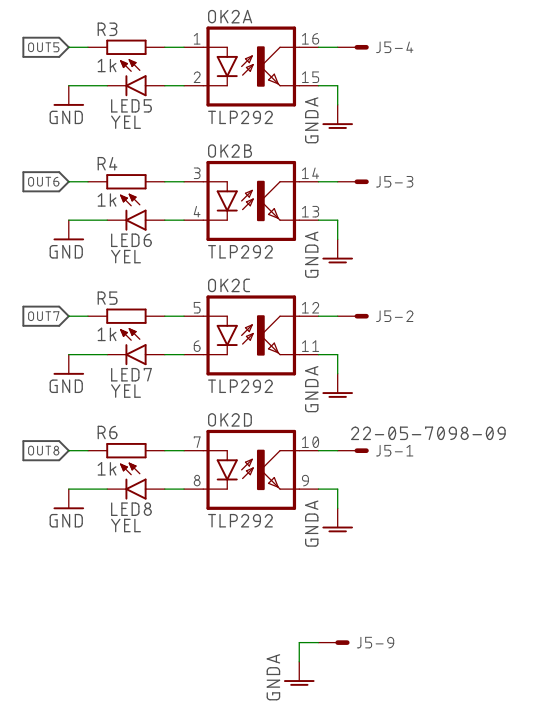 OK2A
R3
OUT5
1
16
J5-4
1k
2
15
LED5
GND
YEL
TLP292
GNDA
OK2B
R4
OUT6
3
14
J5-3
1k
4
13
LED6
GND
YEL
TLP292
GNDA
OK2C
R5
OUT7
5
12
J5-2
1k
6
11
LED7
GND
YEL
TLP292
GNDA
OK2D
R6
22-05-7098-09
OUT8
7
10
J5-1
1k
8
9
LED8
GND
YEL
TLP292
GNDA
J5-9
GNDA